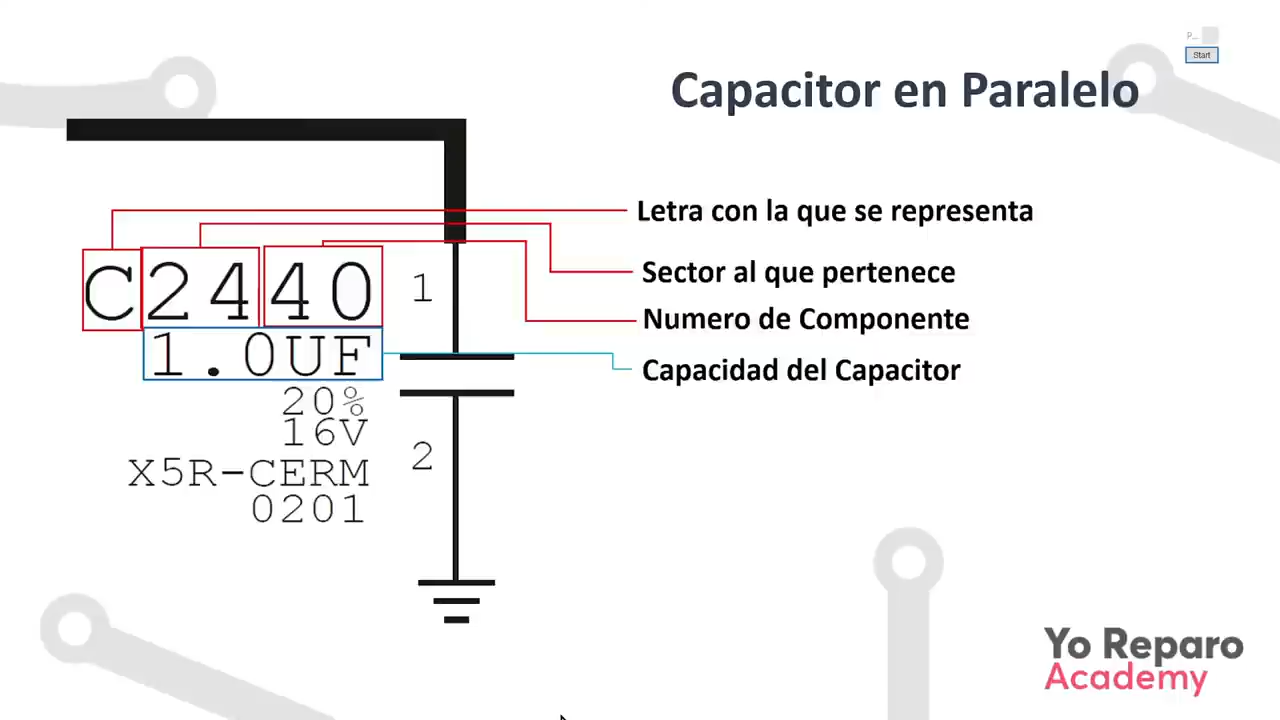 P...
Start
Capacitor en Paralelo
Letra con la que se representa
Sector al que pertenece
Numero de Componente
Capacidad del Capacitor
C2440
1.0UF
20%
16V
X5R-CERM
0201
1
2
Yo Reparo
Academy